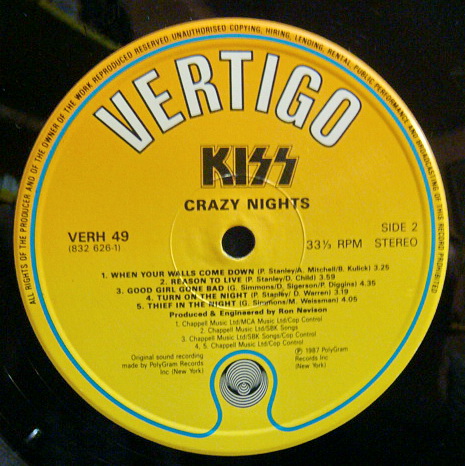 ALL RIGHTS OF THE PRODUCER AND OF THE OWNER OF THE WORK REPRODUCED RESERVED. UNAUTHORISED COPYING, HIRING, LENDING, RENTAL, PUBLIC PERFORMANCE AND BROADCASTING OF THIS RECORD PROHIBITED
VERTIGO
KISS
CRAZY NIGHTS
VERH 49
(832 626-1)
33⅓ RPM
SIDE 2
STEREO
1. WHEN YOUR WALLS COME DOWN (P. Stanley/A. Mitchell/B. Kulick) 3.25
2. REASON TO LIVE (P. Stanley/D. Child) 3.59
3. GOOD GIRL GONE BAD (G. Simmons/D. Sigerson/P. Diggins) 4.35
4. TURN ON THE NIGHT (P. Stanley/D. Warren) 3.19
5. THIEF IN THE NIGHT (G. Simmons/M. Weissman) 4.05
Produced & Engineered by Ron Nevison
1. Chappell Music Ltd/MCA Music Ltd/Cop Control
2. Chappell Music Ltd/SBK Songs
3. Chappell Music Ltd/SBK Songs/Cop Control
4, 5. Chappell Music Ltd/Cop Control
Original sound recording
made by PolyGram Records
Inc (New York)
℗ 1987 PolyGram
Records Inc
(New York)